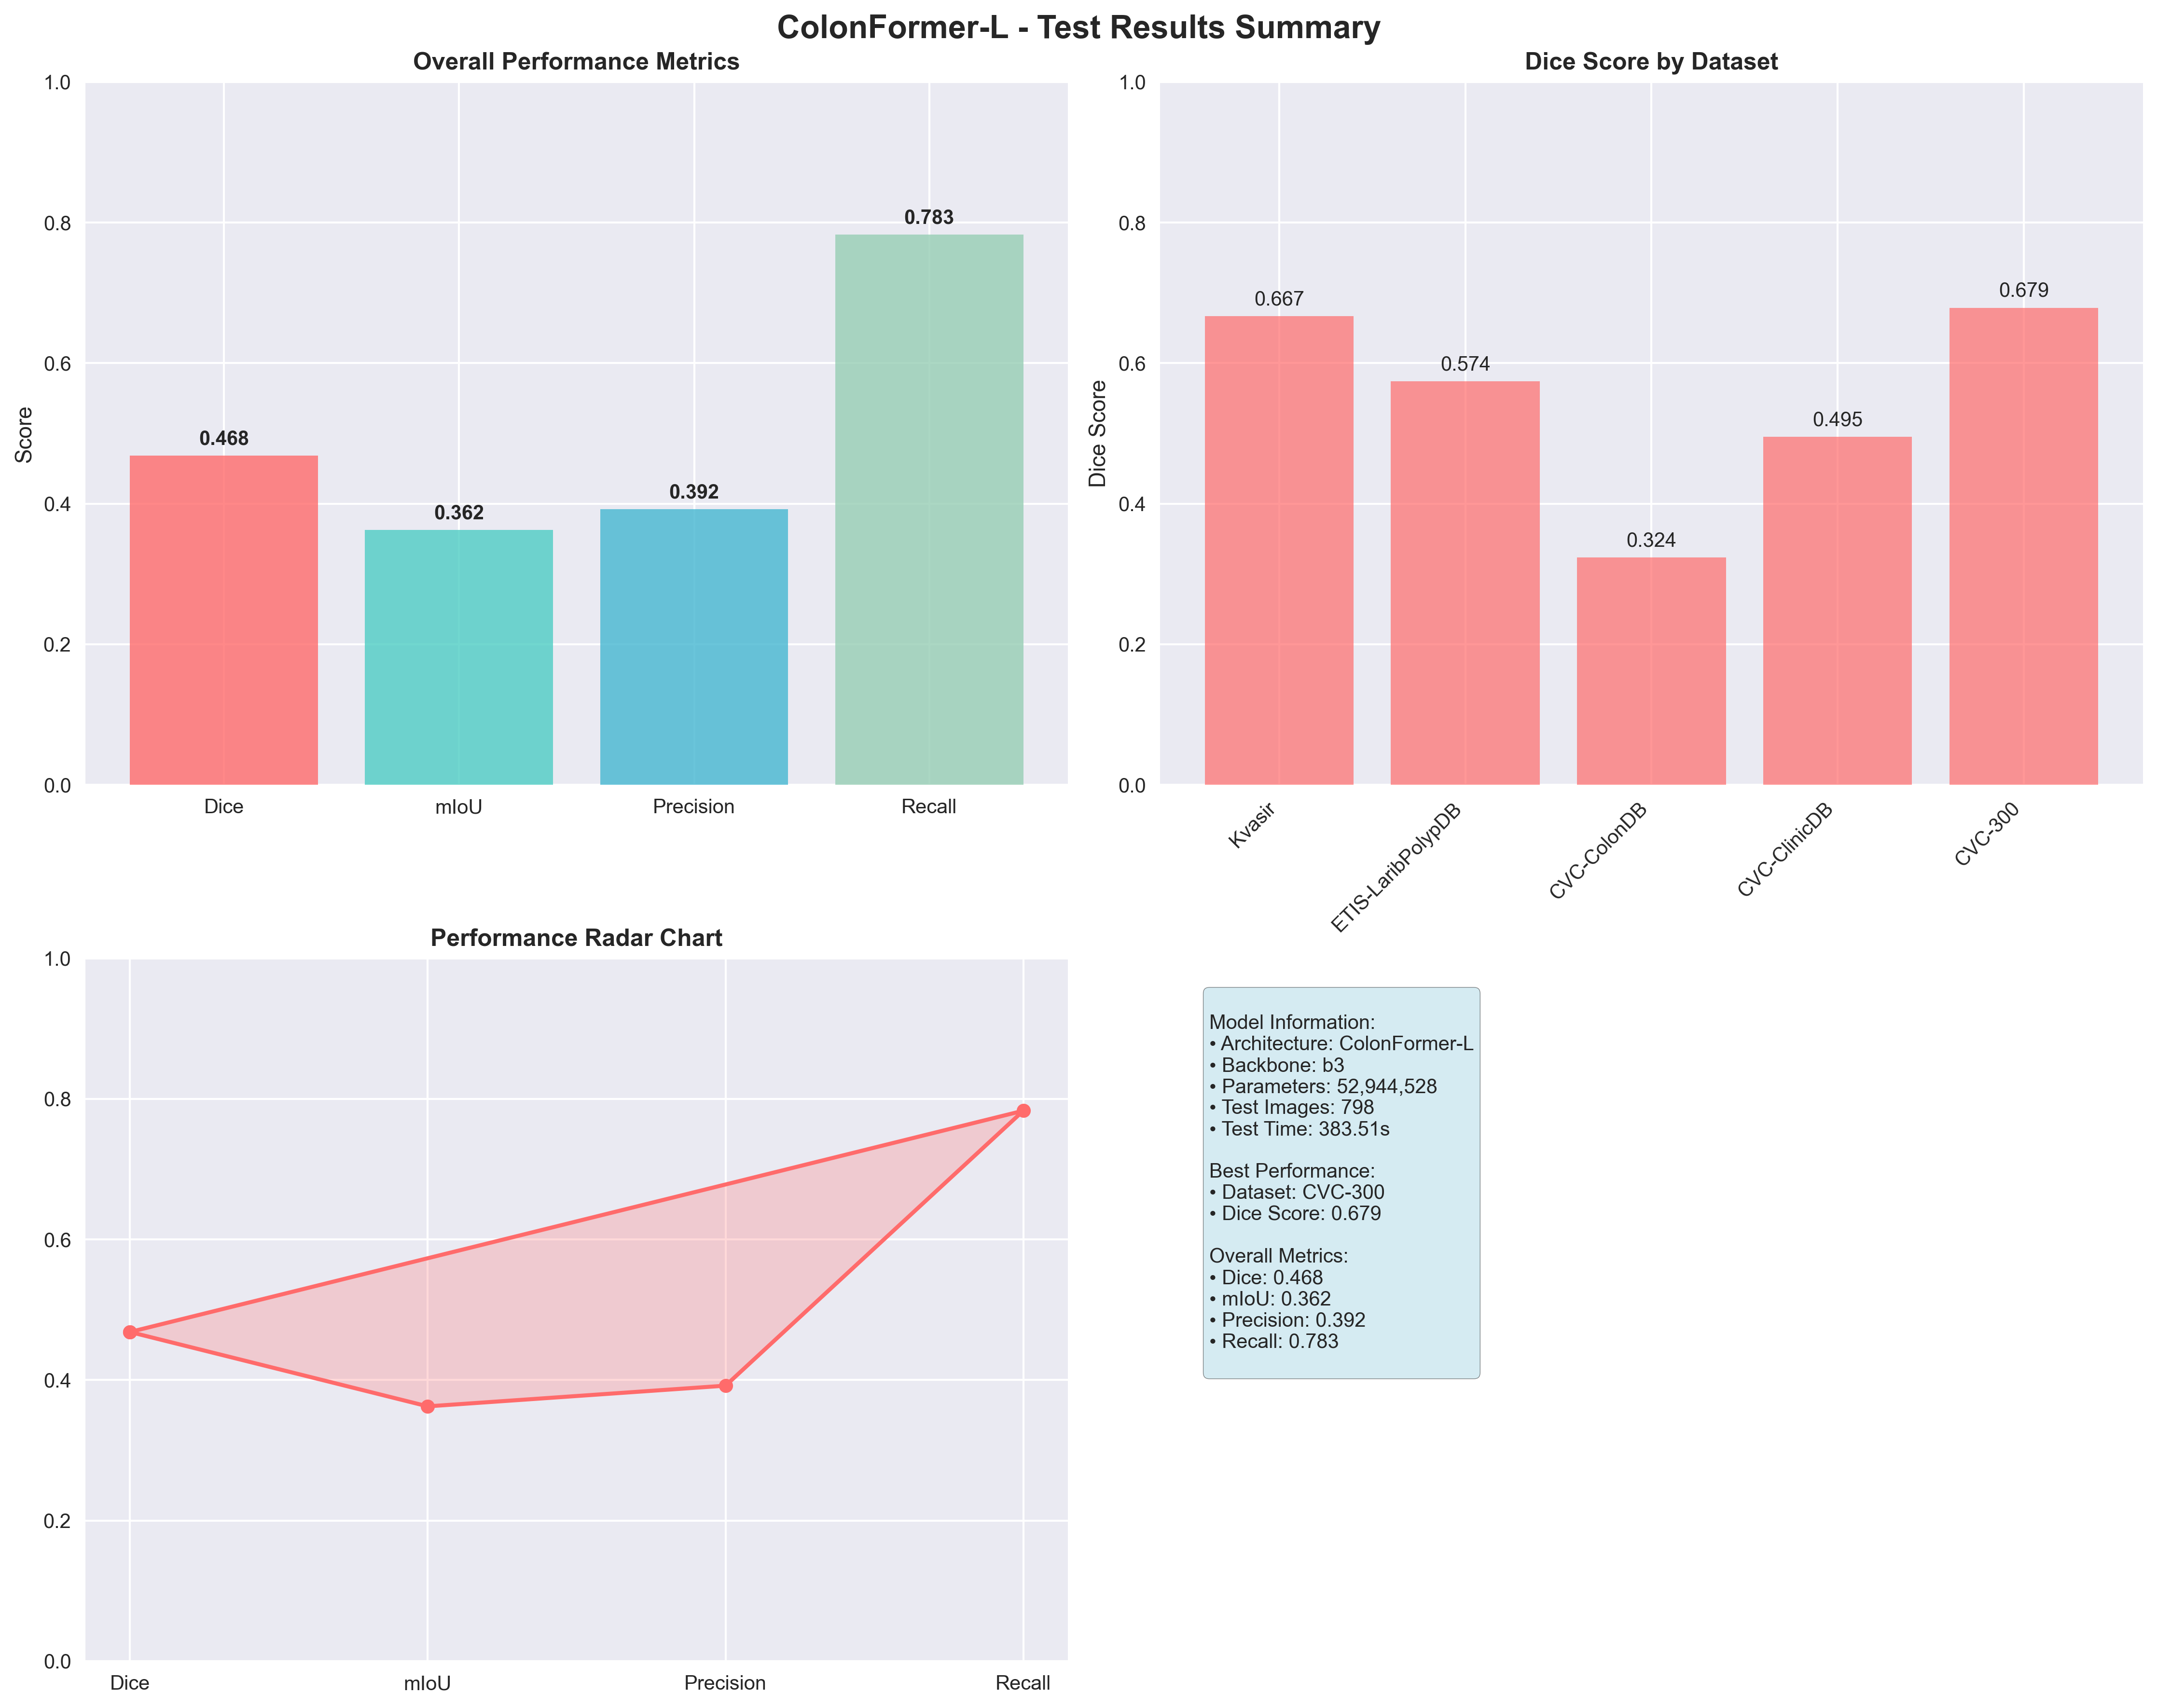 ColonFormer-L - Test Results Summary
Overall Performance Metrics
1.0
0.8
0.6
0.4
0.2
0.0
Score
0.468
0.362
0.392
0.783
Dice
mIoU
Precision
Recall
Dice Score by Dataset
1.0
0.8
0.6
0.4
0.2
0.0
Dice Score
0.667
0.574
0.324
0.495
0.679
Kvasir
ETIS-LaribPolypDB
CVC-ColonDB
CVC-ClinicDB
CVC-300
Performance Radar Chart
1.0
0.8
0.6
0.4
0.2
0.0
Dice
mIoU
Precision
Recall
Model Information:
• Architecture: ColonFormer-L
• Backbone: b3
• Parameters: 52,944,528
• Test Images: 798
• Test Time: 383.51s
Best Performance:
• Dataset: CVC-300
• Dice Score: 0.679
Overall Metrics:
• Dice: 0.468
• mIoU: 0.362
• Precision: 0.392
• Recall: 0.783